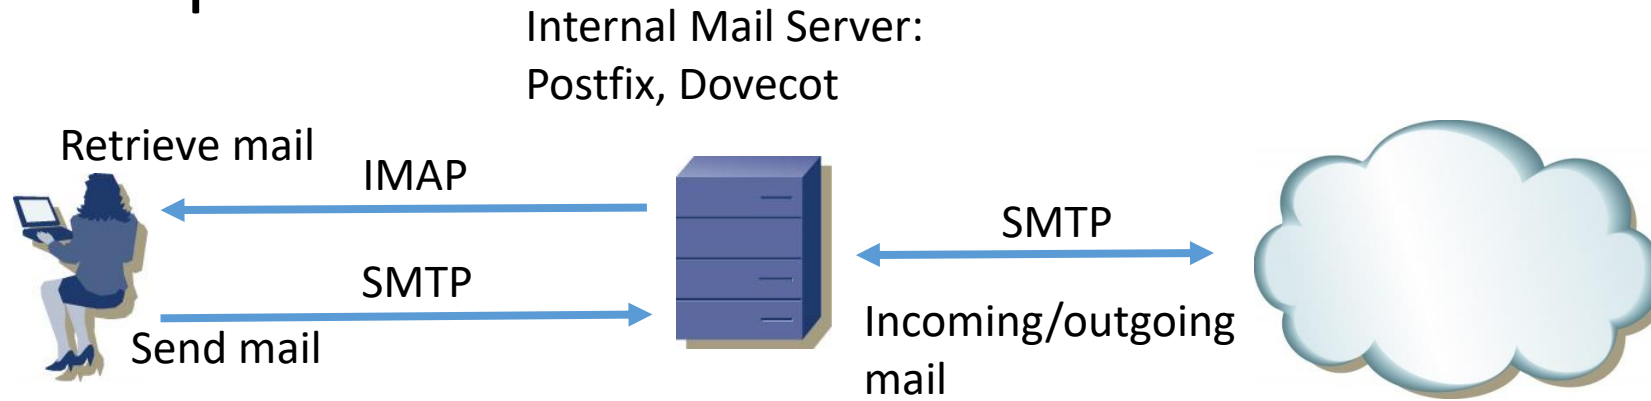 Internal Mail Server:
Postfix, Dovecot
Retrieve mail
IMAP
SMTP
SMTP
Send mail
Incoming/outgoing
mail